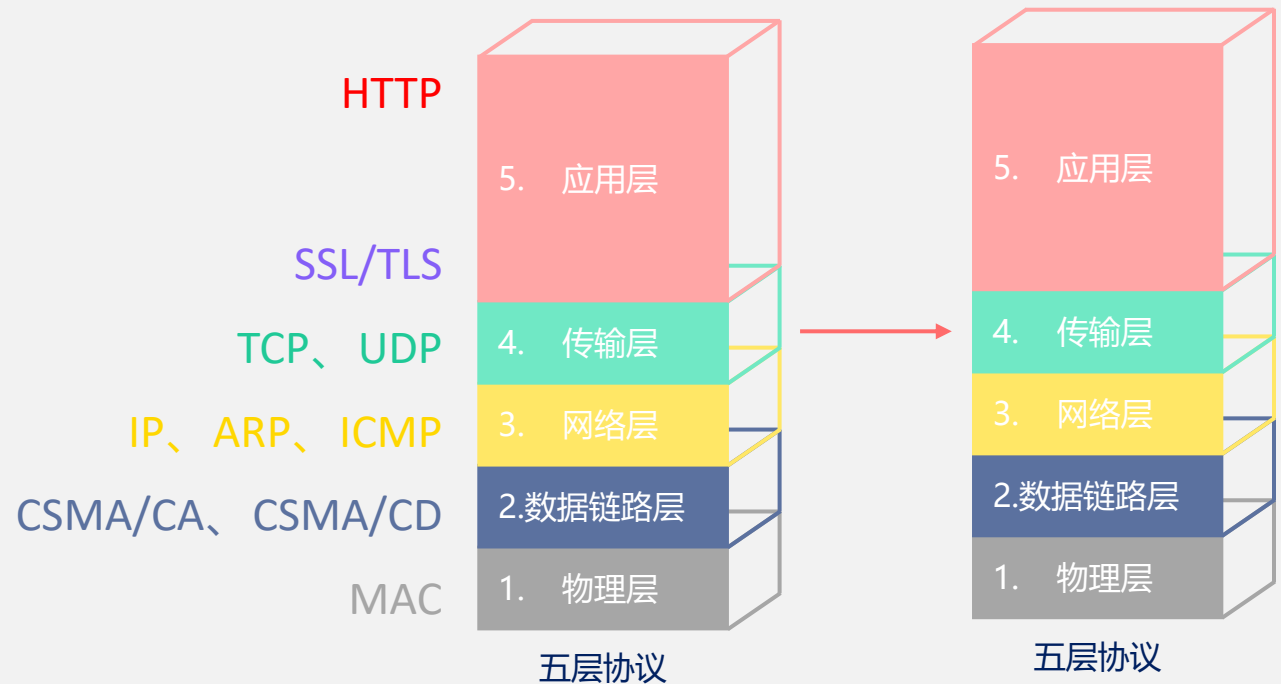 HTTP
SSL/TLS
TCP、UDP
IP、ARP、ICMP
CSMA/CA、CSMA/CD
MAC
5. 应用层
4. 传输层
3. 网络层
2.数据链路层
1. 物理层
五层协议
5. 应用层
4. 传输层
3. 网络层
2.数据链路层
1. 物理层
五层协议